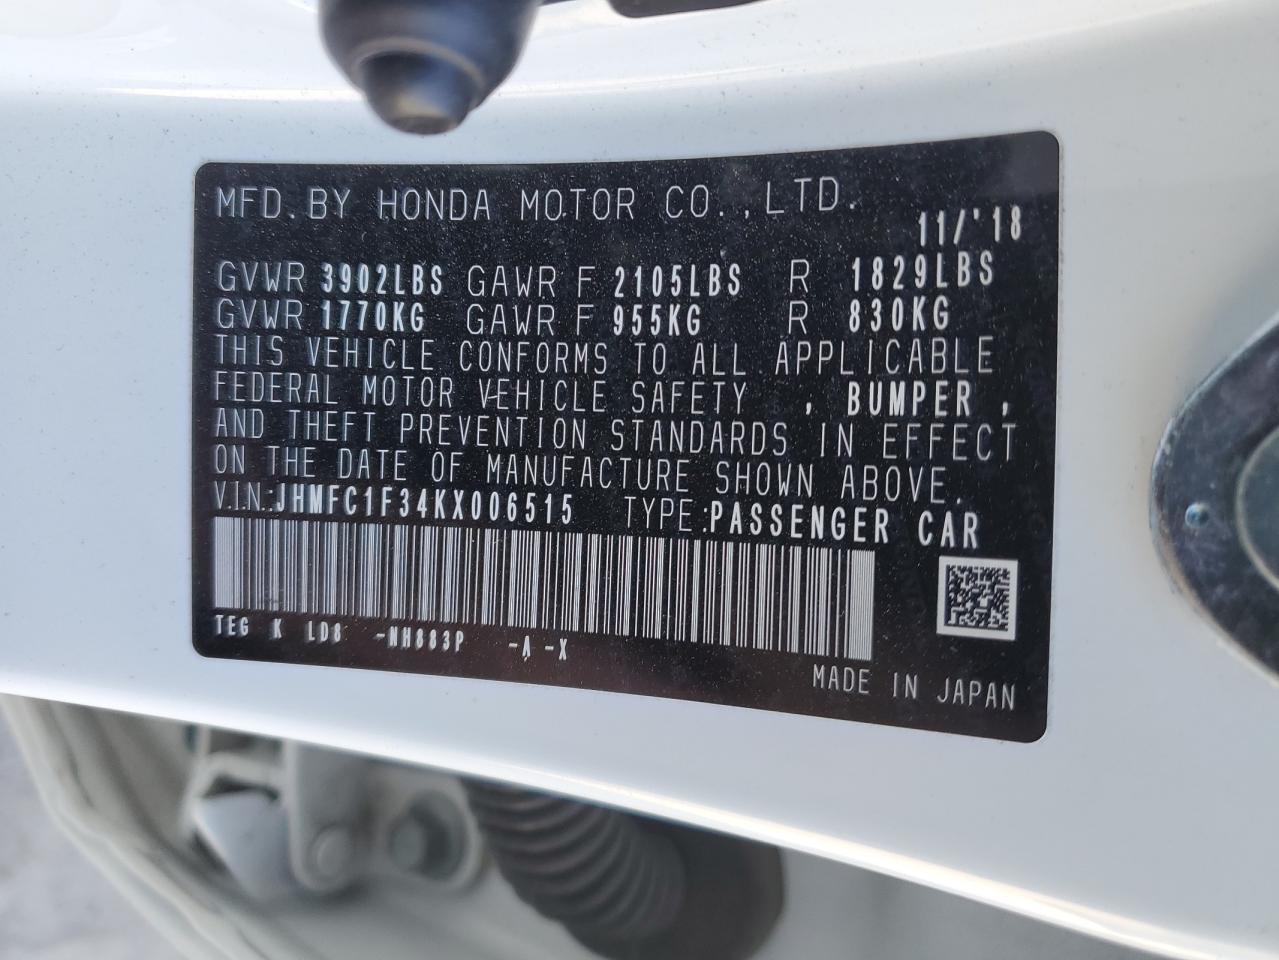 MFD.BY HONDA MOTOR CO.,LTD.
11/'18
GVWR 3902LBS GAWR F 2105LBS R 1829LBS
GVWR 1770KG GAWR F 955KG R 830KG
THIS VEHICLE CONFORMS TO ALL APPLICABLE
FEDERAL MOTOR VEHICLE SAFETY , BUMPER ,
AND THEFT PREVENTION STANDARDS IN EFFECT
ON THE DATE OF MANUFACTURE SHOWN ABOVE.
V.I.N:JHMFC1F34KX006515 TYPE:PASSENGER CAR
TEG K LD8 -NH883P -A -X
MADE IN JAPAN